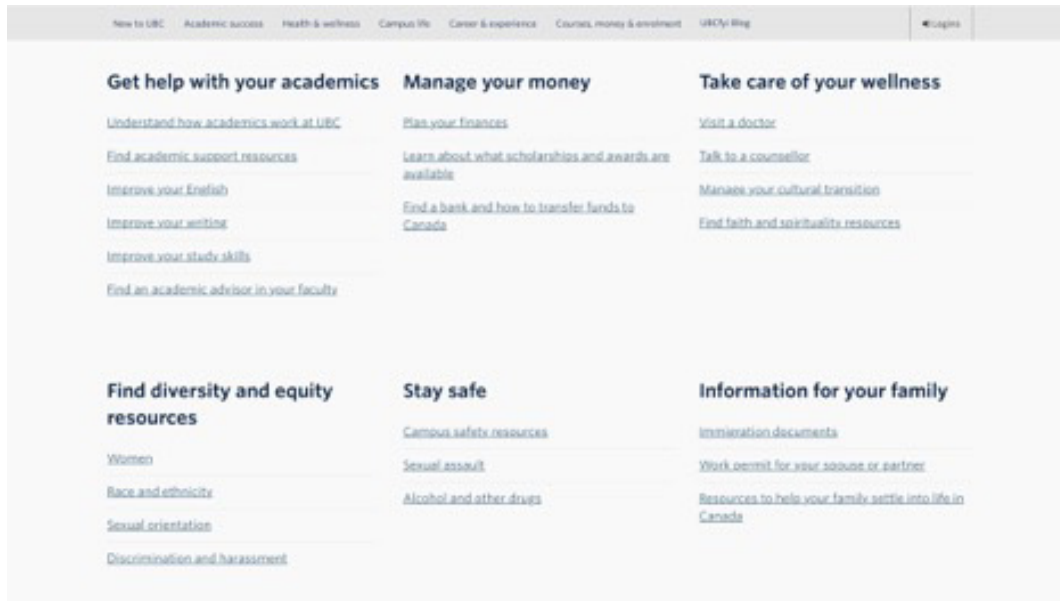 New to UBC Academic success Health & wellness Campus life Career & experience Courses, money & enrolment UBCfyi Blog Logins
Get help with your academics
Understand how academics work at UBC
Find academic support resources
Improve your English
Improve your writing
Improve your study skills
Find an academic advisor in your faculty
Manage your money
Plan your finances
Learn about what scholarships and awards are
available
Find a bank and how to transfer funds to
Canada
Take care of your wellness
Visit a doctor
Talk to a counsellor
Manage your cultural transition
Find faith and spirituality resources
Find diversity and equity
resources
Women
Race and ethnicity
Sexual orientation
Discrimination and harassment
Stay safe
Campus safety resources
Sexual assault
Alcohol and other drugs
Information for your family
Immigration documents
Work permit for your spouse or partner
Resources to help your family settle into life in
Canada